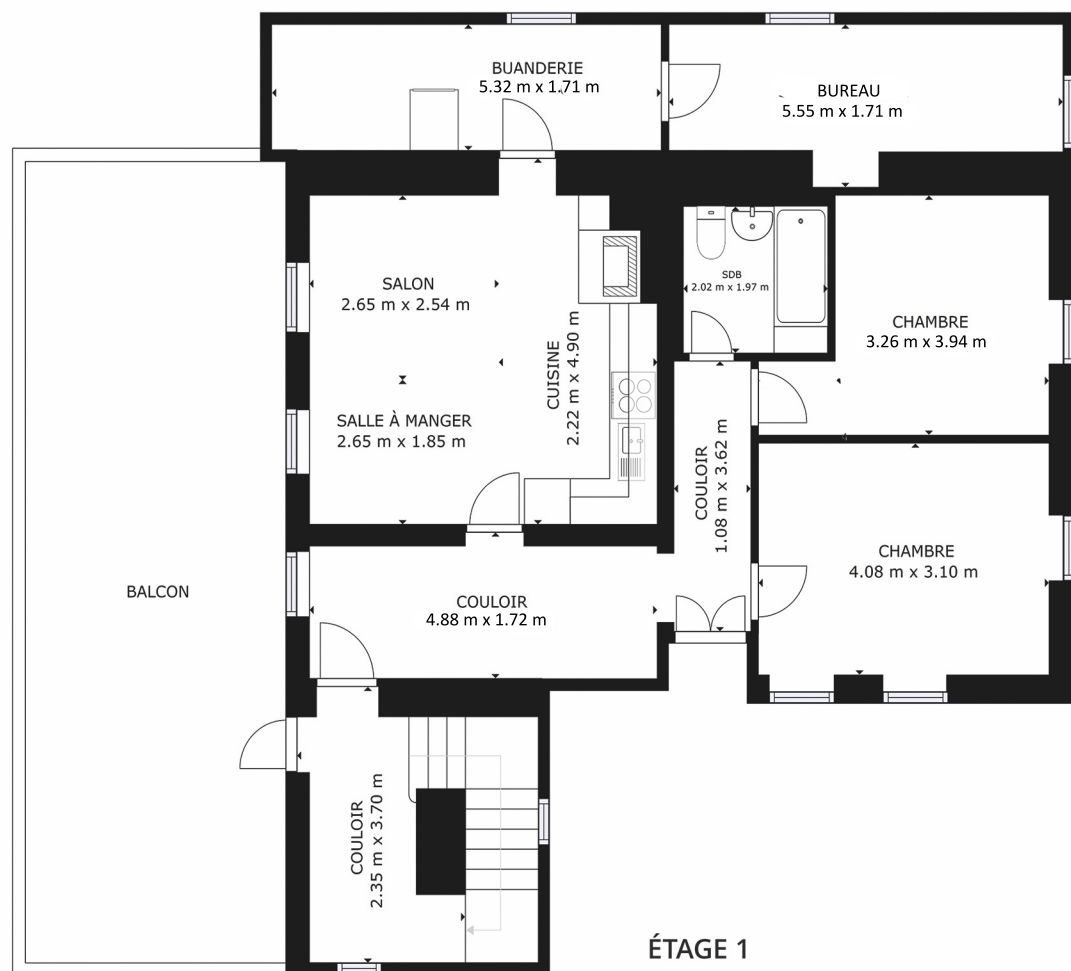 BUANDERIE
5.32 m x 1.71 m
BUREAU
5.55 m x 1.71 m
SALON
2.65 m x 2.54 m
SDB
2.02 m x 1.97 m
CUISINE
2.22 m x 4.90 m
CHAMBRE
3.26 m x 3.94 m
SALLE À MANGER
2.65 m x 1.85 m
COULOIR
1.08 m x 3.62 m
CHAMBRE
4.08 m x 3.10 m
BALCON
COULOIR
4.88 m x 1.72 m
COULOIR
2.35 m x 3.70 m
ÉTAGE 1